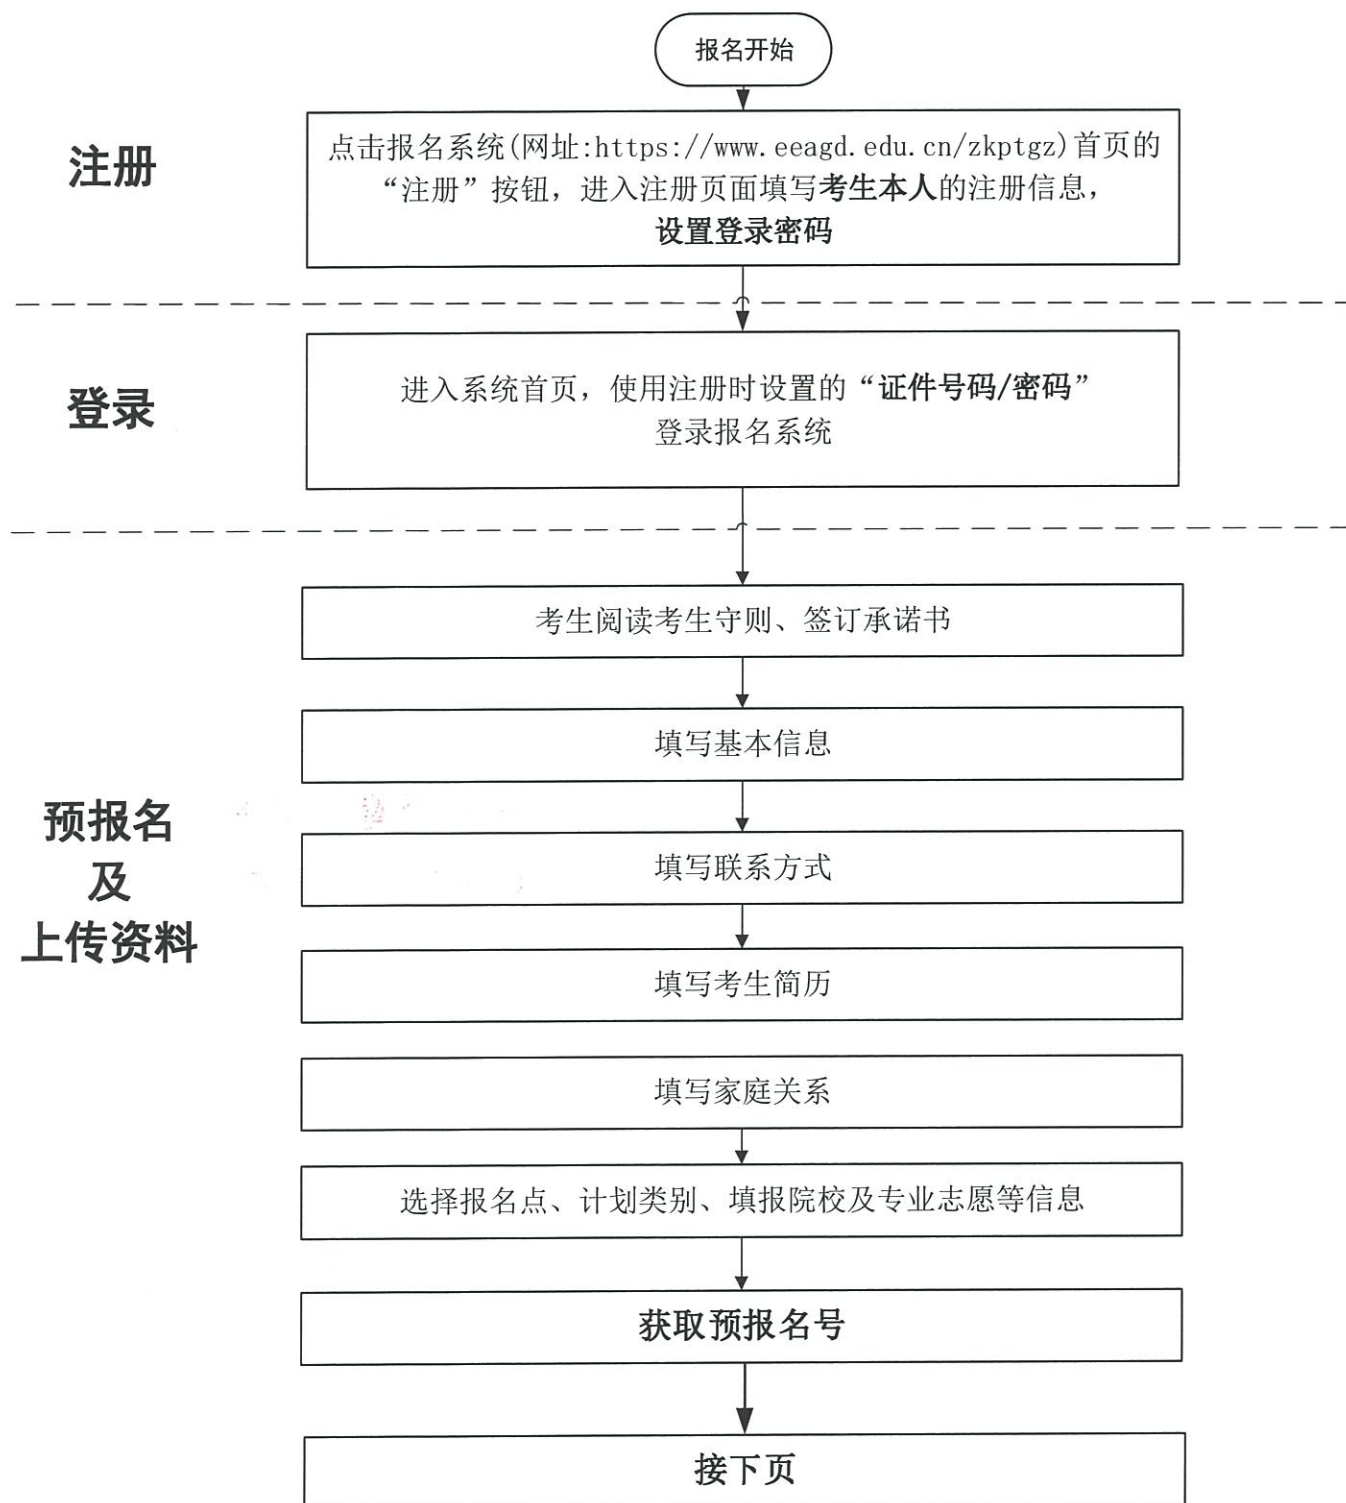 报名开始
注册
点击报名系统(网址:https://www.eeagd.edu.cn/zkptgz)首页的
“注册”按钮，进入注册页面填写考生本人的注册信息，
设置登录密码
登录
进入系统首页，使用注册时设置的“证件号码/密码”
登录报名系统
预报名
及
上传资料
考生阅读考生守则、签订承诺书
填写基本信息
填写联系方式
填写考生简历
填写家庭关系
选择报名点、计划类别、填报院校及专业志愿等信息
获取预报名号
接下页